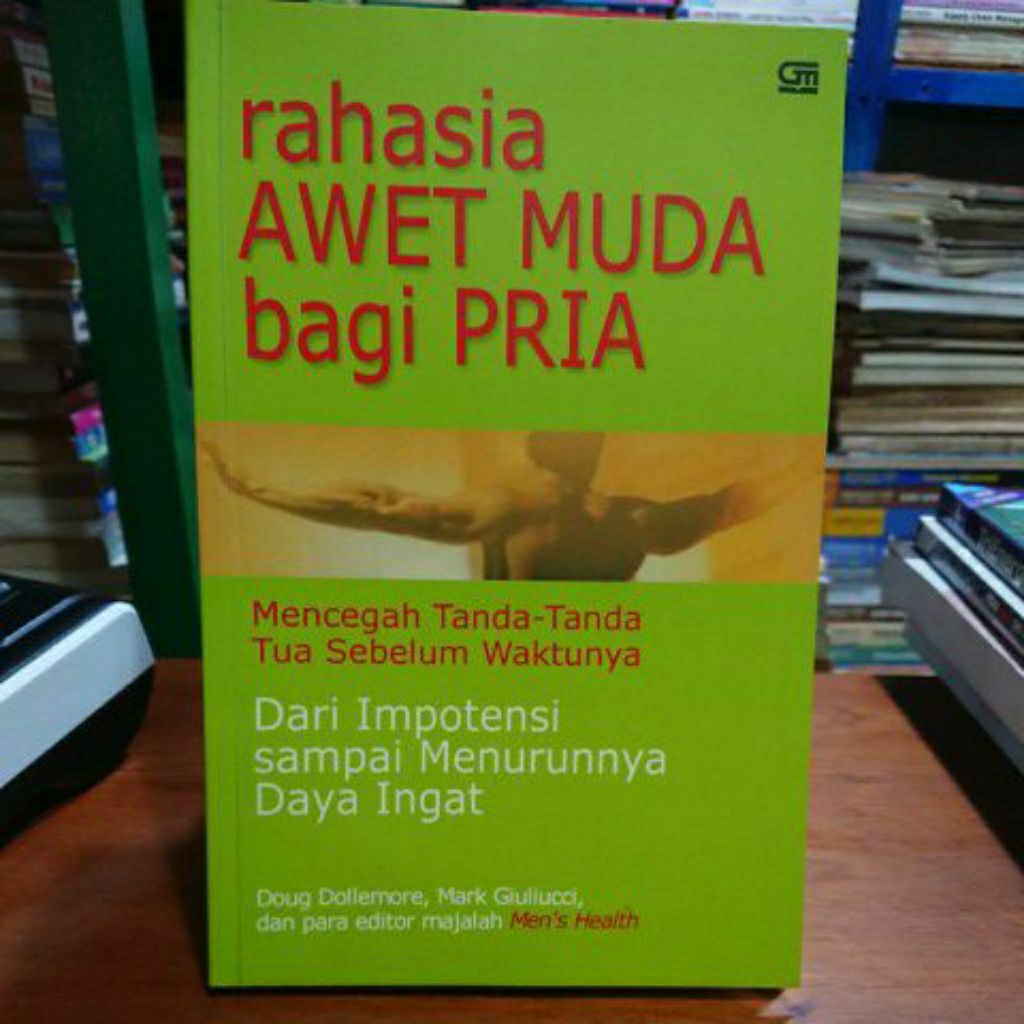 rahasia
AWET MUDA
bagi PRIA
Mencegah Tanda-Tanda
Tua Sebelum Waktunya
Dari Impotensi
sampai Menurunnya
Daya Ingat
Doug Dollemore, Mark Giuliucci,
dan para editor majalah Men's Health